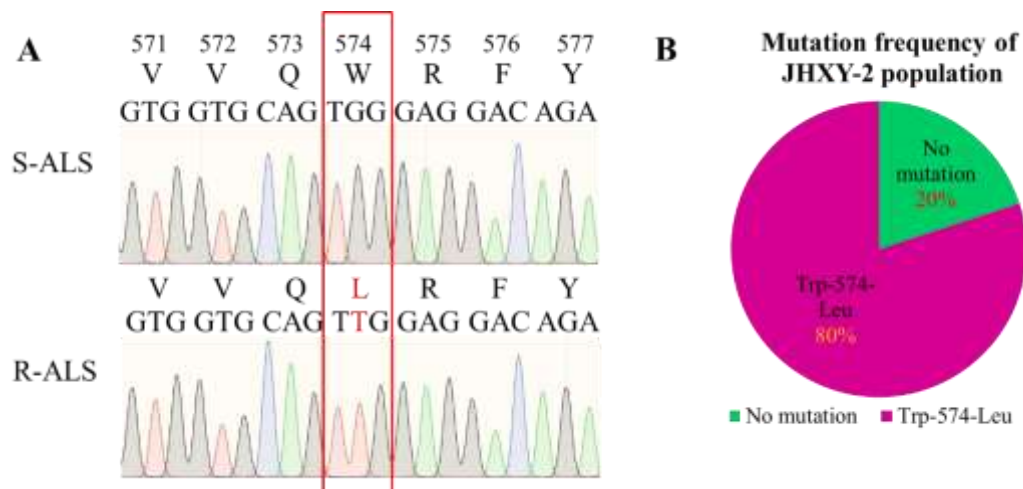 A
571 572 573 574 575 576 577
V V Q W R F Y
GTG GTG CAG TGG GAG GAC AGA
S-ALS
V V Q L R F Y
GTG GTG CAG TTG GAG GAC AGA
R-ALS
B
Mutation frequency of
JHXY-2 population
No
mutation
20%
Trp-574-
Leu
80%
No mutation Trp-574-Leu